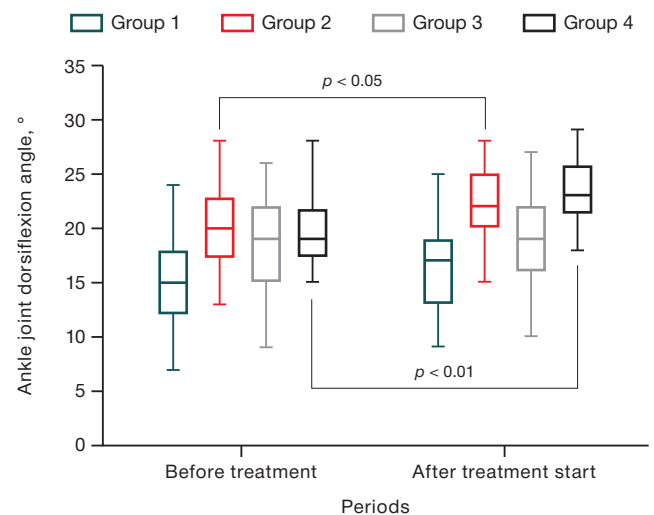 Group 1 Group 2 Group 3 Group 4
Ankle joint dorsiflexion angle, °
35
30
25
20
15
10
5
0
p < 0.05
p < 0.01
Before treatment After treatment start
Periods